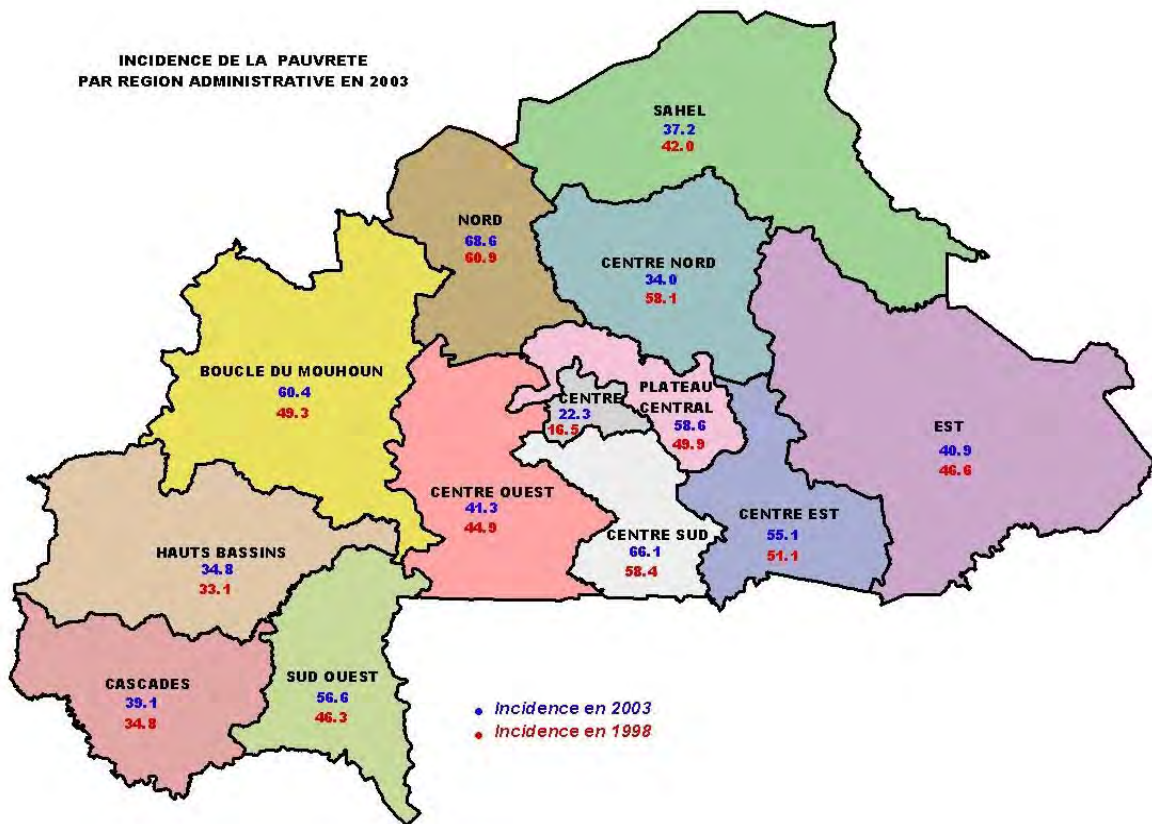 INCIDENCE DE LA PAUVRETE
PAR REGION ADMINISTRATIVE EN 2003
SAHEL
37.2
42.0
NORD
68.6
60.9
CENTRE NORD
34.0
58.1
BOUCLE DU MOUHOUN
60.4
49.3
CENTRE
22.3
16.5
PLATEAU
CENTRAL
58.6
49.9
EST
40.9
46.6
CENTRE OUEST
41.3
44.9
CENTRE SUD
66.1
58.4
CENTRE EST
55.1
51.1
HAUTS BASSINS
34.8
33.1
CASCADES
39.1
34.8
SUD OUEST
56.6
46.3
Incidence en 2003
Incidence en 1998